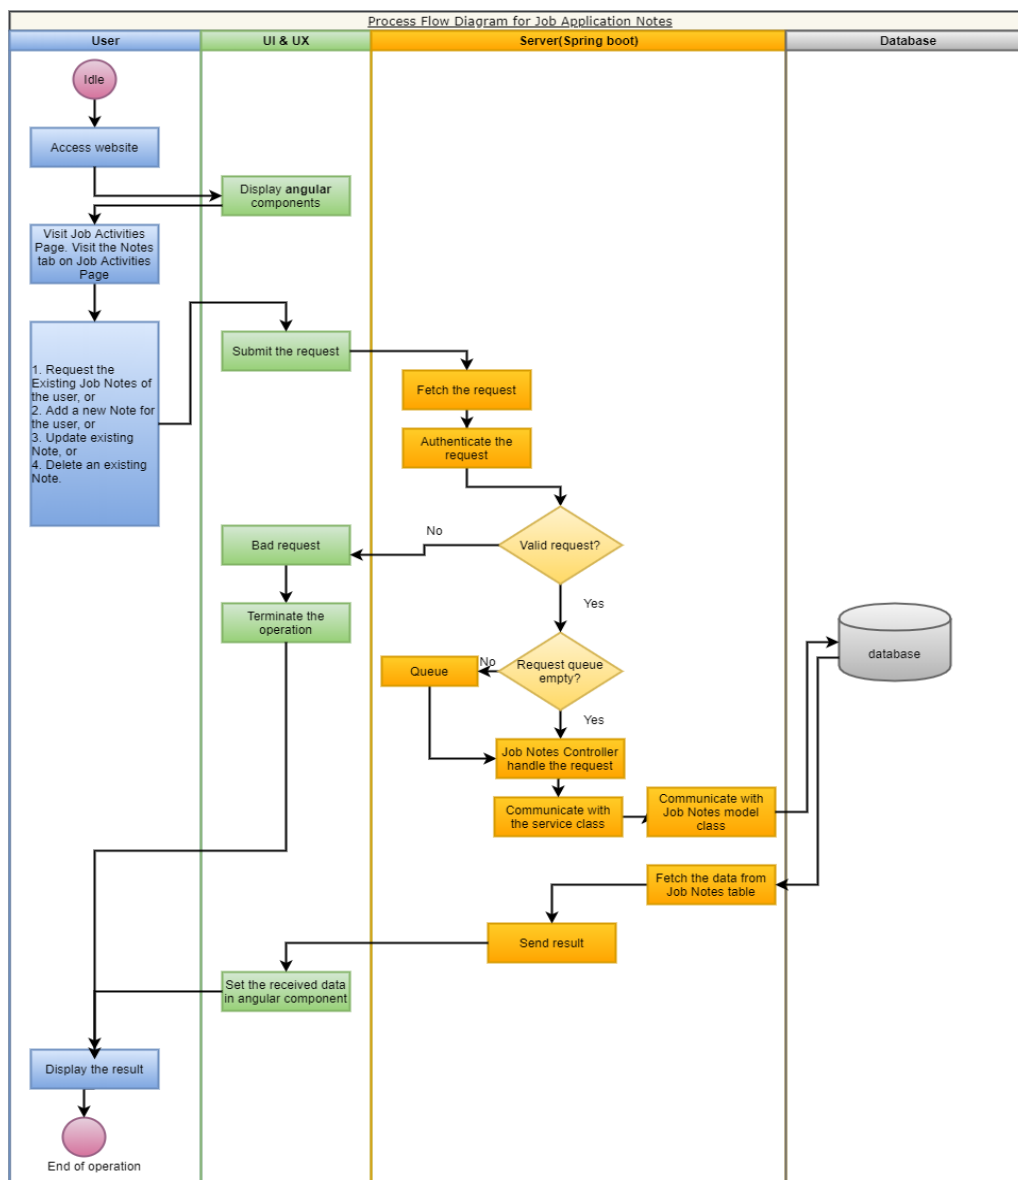 Process Flow Diagram for Job Application Notes
User
UI & UX
Server(Spring boot)
Database
Idle
Access website
Display angular
components
Visit Job Activities
Page. Visit the Notes
tab on Job Activities
Page
1. Request the
Existing Job Notes of
the user, or
2. Add a new Note for
the user, or
3. Update existing
Note, or
4. Delete an existing
Note.
Submit the request
Fetch the request
Authenticate the
request
Valid request?
No
Bad request
Yes
Terminate the
operation
Request queue
empty?
No
Queue
database
Yes
Job Notes Controller
handle the request
Communicate with
the service class
Communicate with
Job Notes model
class
Fetch the data from
Job Notes table
Send result
Set the received data
in angular component
Display the result
End of operation